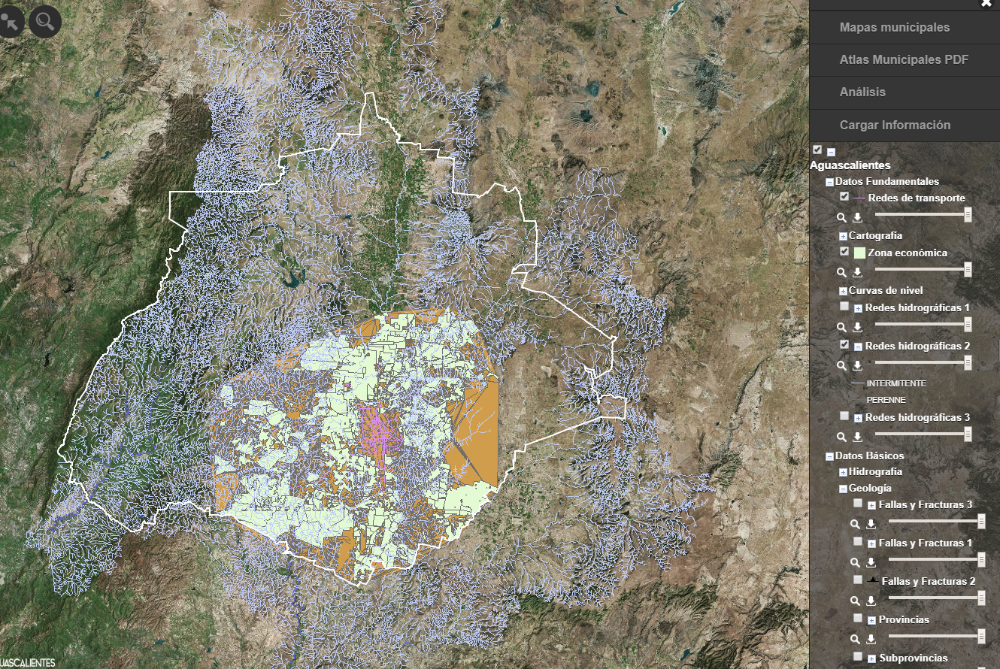 Mapas municipales
Atlas Municipales PDF
Análisis
Cargar Información
Aguascalientes
Datos Fundamentales
Redes de transporte
Cartografía
Zona económica
Curvas de nivel
Redes hidrográficas 1
Redes hidrográficas 2
INTERMITENTE
PERENNE
Redes hidrográficas 3
Datos Básicos
Hidrografía
Geología
Fallas y Fracturas 3
Fallas y Fracturas 1
Fallas y Fracturas 2
Provincias
Subprovincias
UASCALIENTES